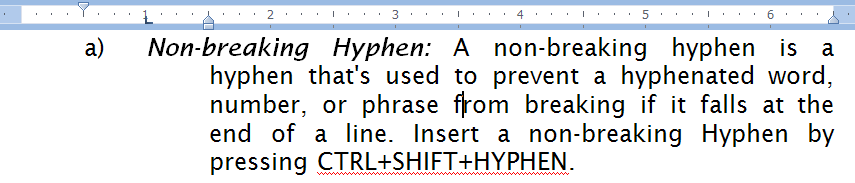 1 2 3 4 5 6
a) Non-breaking Hyphen: A non-breaking hyphen is a
hyphen that's used to prevent a hyphenated word,
number, or phrase from breaking if it falls at the
end of a line. Insert a non-breaking Hyphen by
pressing CTRL+SHIFT+HYPHEN.